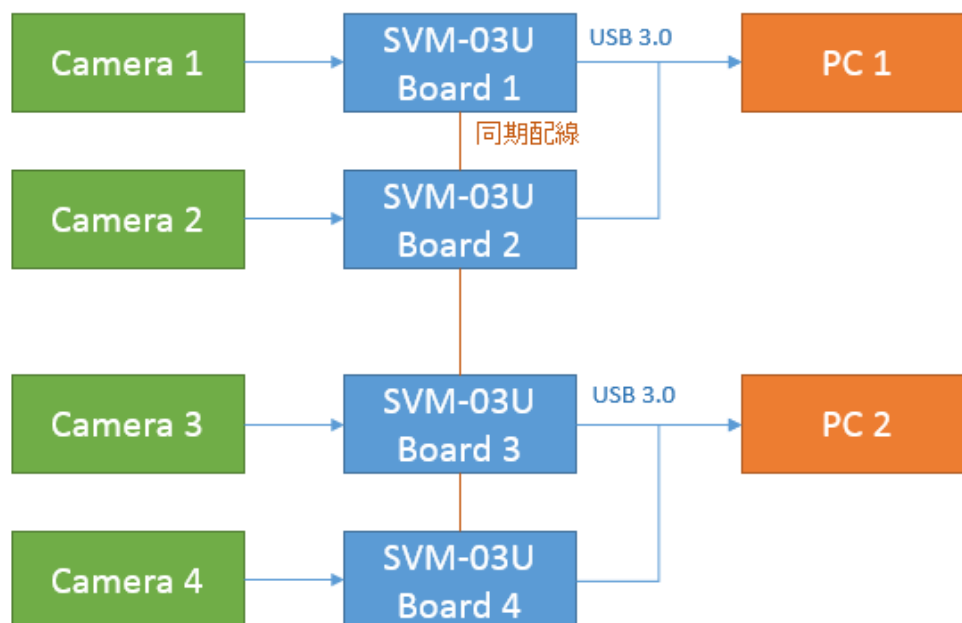 Camera 1
SVM-03U
Board 1
USB 3.0
PC 1
同期配線
Camera 2
SVM-03U
Board 2
Camera 3
SVM-03U
Board 3
USB 3.0
PC 2
Camera 4
SVM-03U
Board 4